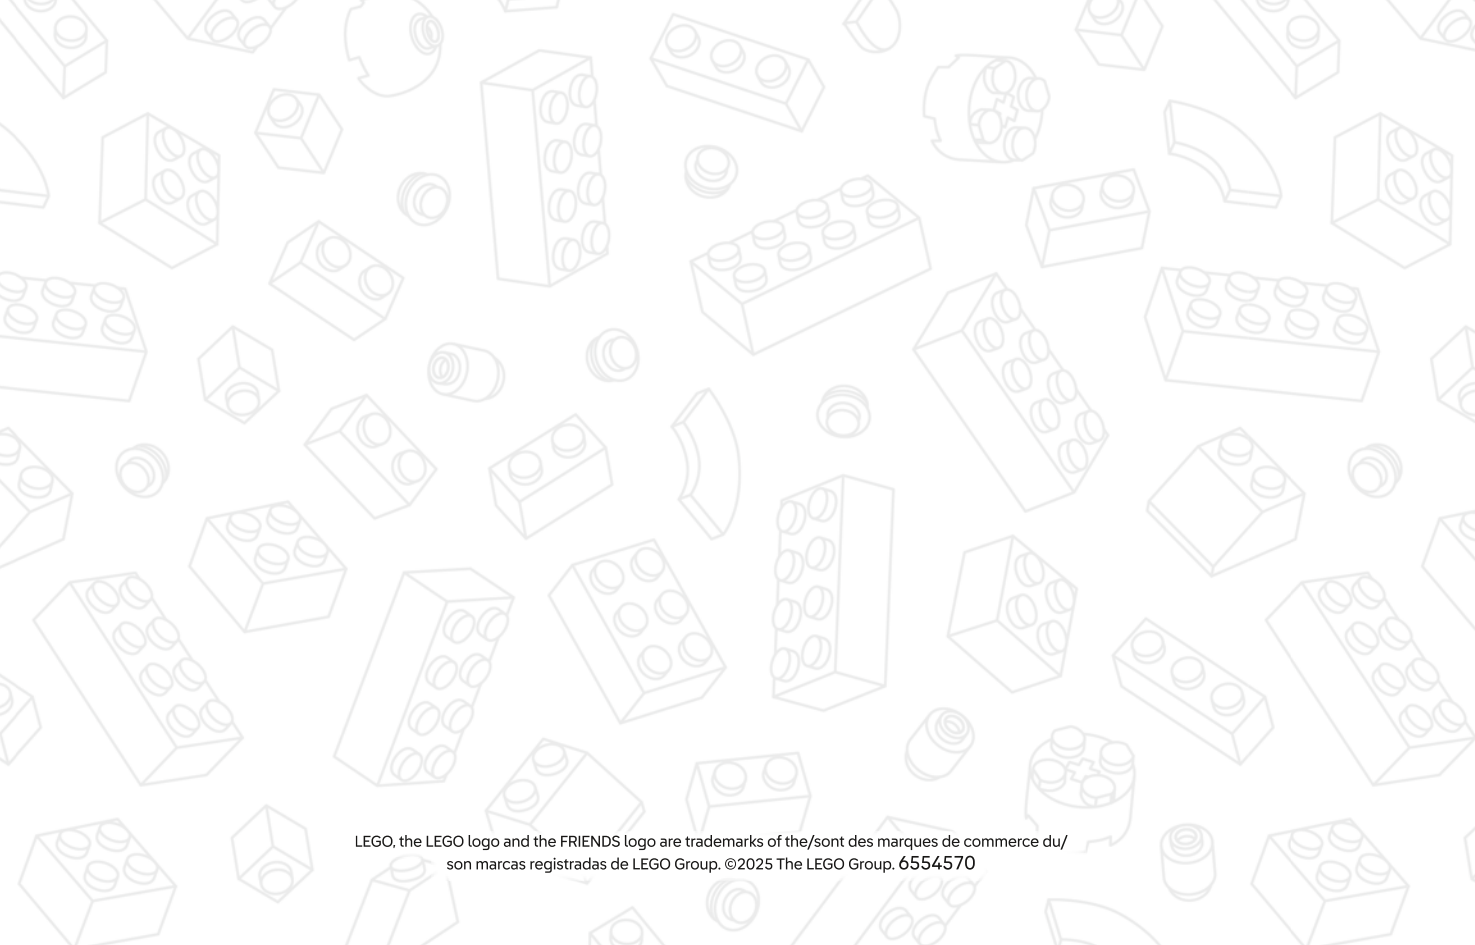 LEGO, the LEGO logo and the FRIENDS logo are trademarks of the/sont des marques de commerce du/
son marcas registradas de LEGO Group. ©2025 The LEGO Group. 6554570